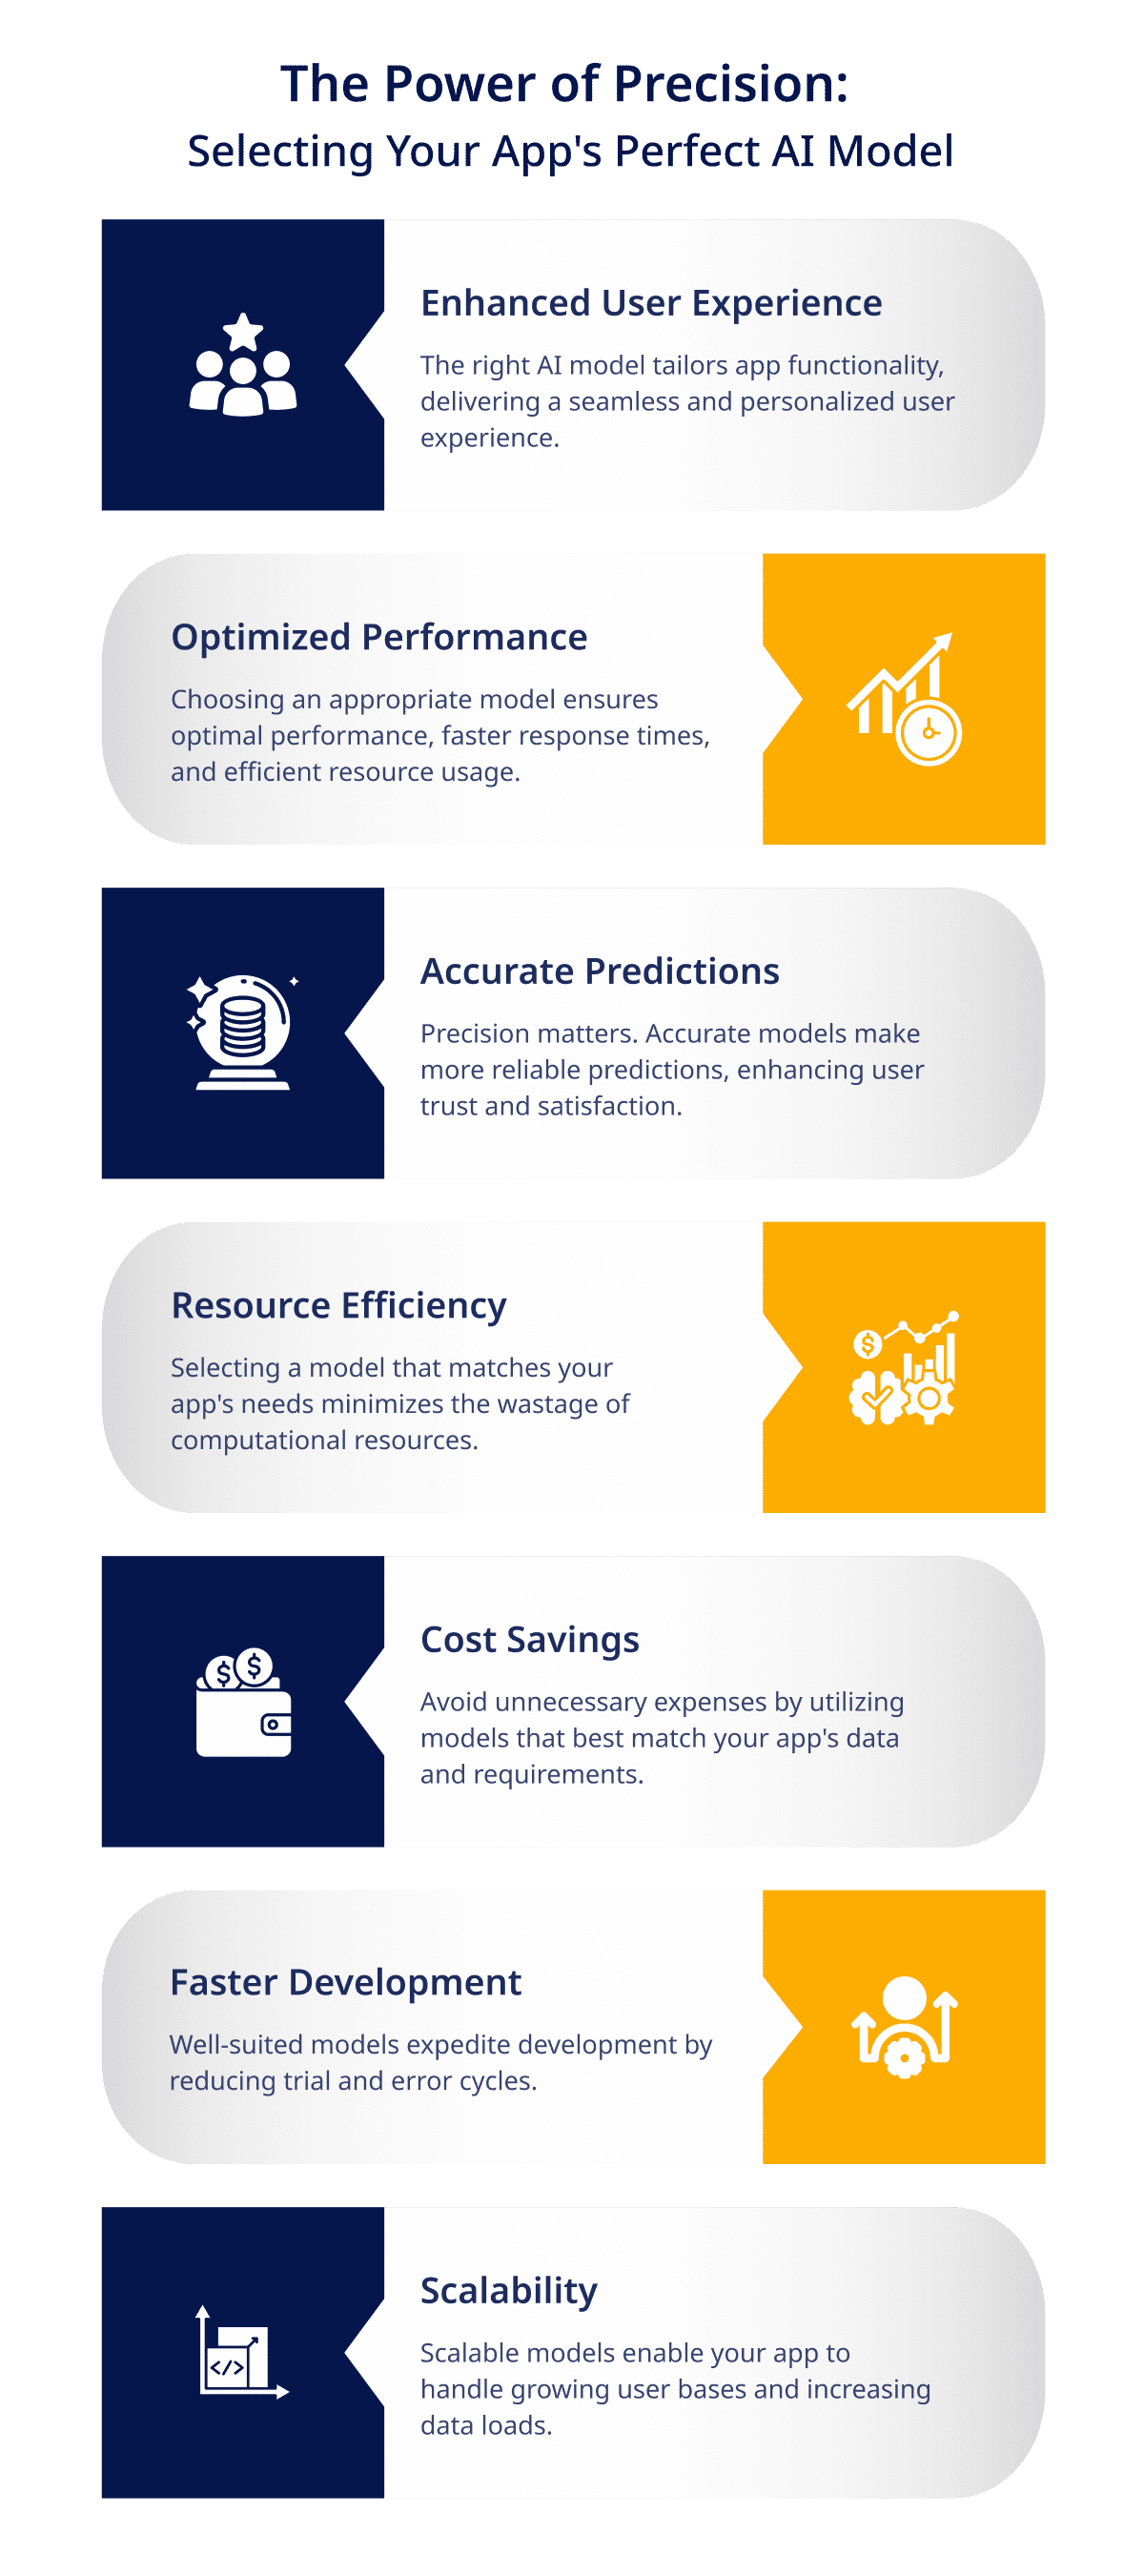 The Power of Precision:
Selecting Your App's Perfect AI Model
Enhanced User Experience
The right AI model tailors app functionality,
delivering a seamless and personalized user
experience.
Optimized Performance
Choosing an appropriate model ensures
optimal performance, faster response times,
and efficient resource usage.
Accurate Predictions
Precision matters. Accurate models make
more reliable predictions, enhancing user
trust and satisfaction.
Resource Efficiency
Selecting a model that matches your
app's needs minimizes the wastage of
computational resources.
$
Cost Savings
Avoid unnecessary expenses by utilizing
models that best match your app's data
and requirements.
$ $
Faster Development
Well-suited models expedite development by
reducing trial and error cycles.
Scalability
Scalable models enable your app to
handle growing user bases and increasing
data loads.
</>